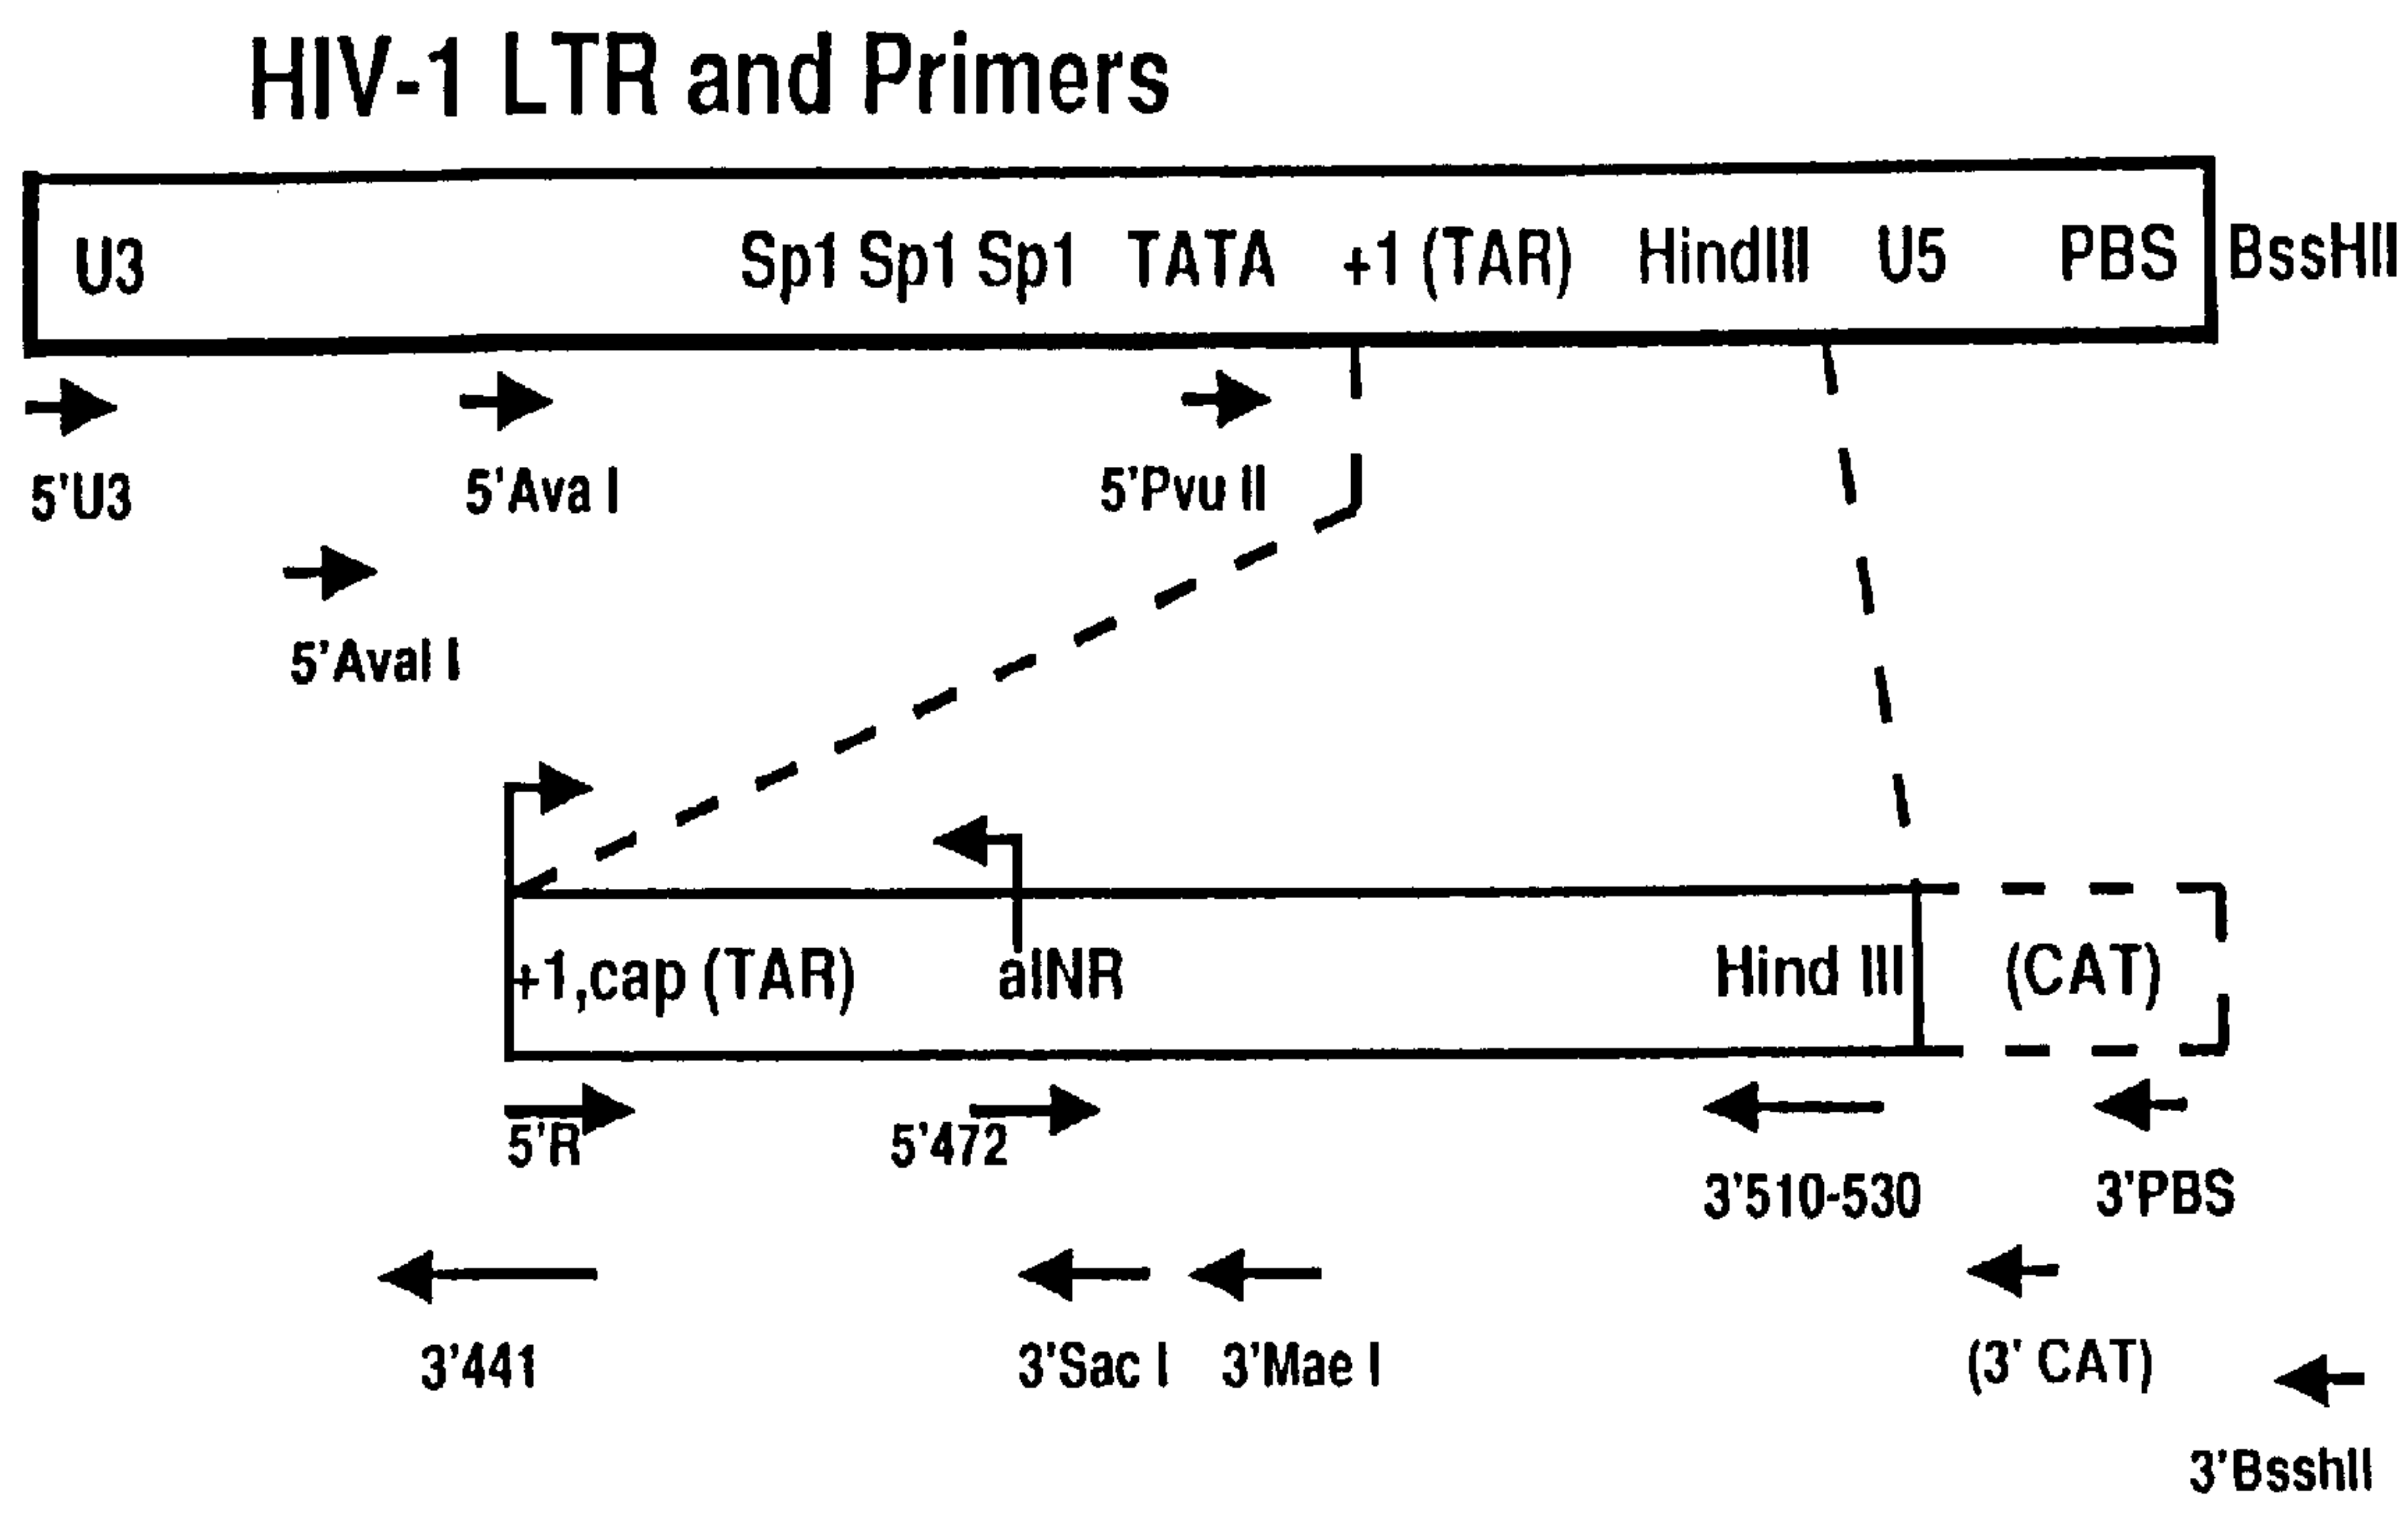 HIV-1 LTR and Primers
U3 Sp1 Sp1 Sp1 TATA +1 (TAR) HindIII U5 PBS BssHII
5'U3 5'Ava I 5'Pvu II
5'AvaI I
+1,cap (TAR) aINR Hind III (CAT)
5'R 5'472
3'510-530 3'PBS
3'441 3'Sac I 3'Mae I (3' CAT)
3'BsshII